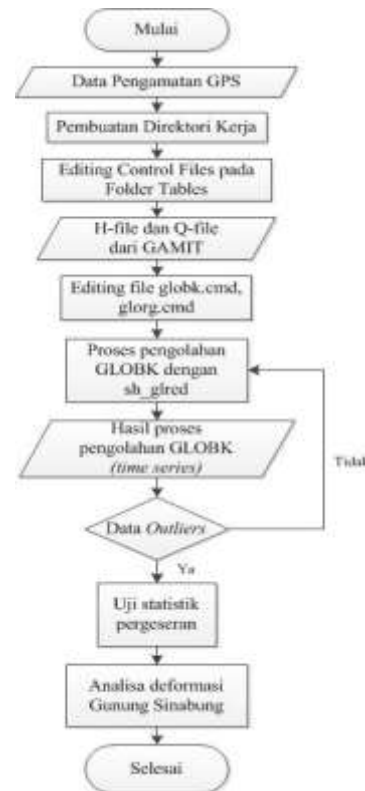 Mulai
Data Pengamatan GPS
Pembuatan Direktori Kerja
Editing Control Files pada
Folder Tables
H-file dan Q-file
dari GAMIT
Editing file globk.cmd,
glorg.cmd
Proses pengolahan
GLOBK dengan
sh_glred
Hasil proses
pengolahan GLOBK
(time series)
Tidak
Data Outliers
Ya
Uji statistik
pergeseran
Analisa deformasi
Gunung Sinabung
Selesai